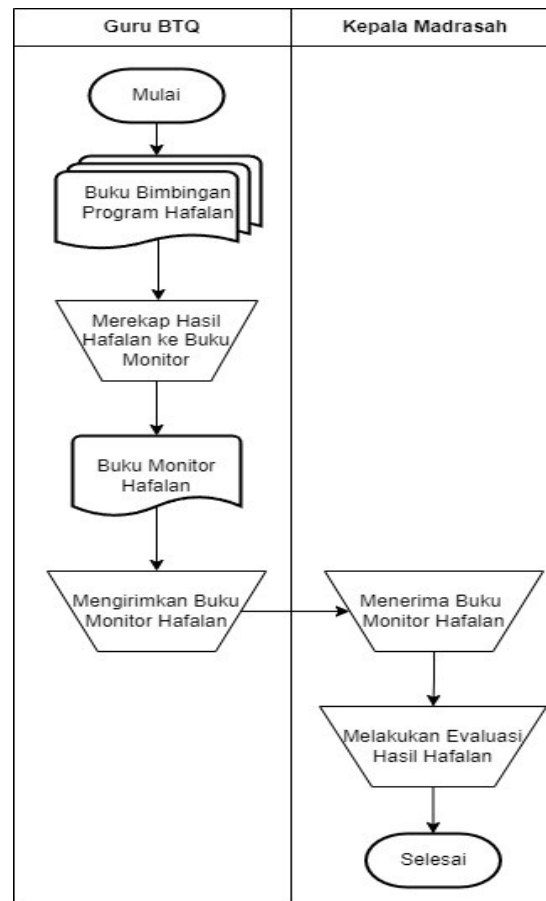 Guru BTQ
Kepala Madrasah
Mulai
Buku Bimbingan
Program Hafalan
Merekap Hasil
Hafalan ke Buku
Monitor
Buku Monitor
Hafalan
Mengirimkan Buku
Monitor Hafalan
Menerima Buku
Monitor Hafalan
Melakukan Evaluasi
Hasil Hafalan
Selesai